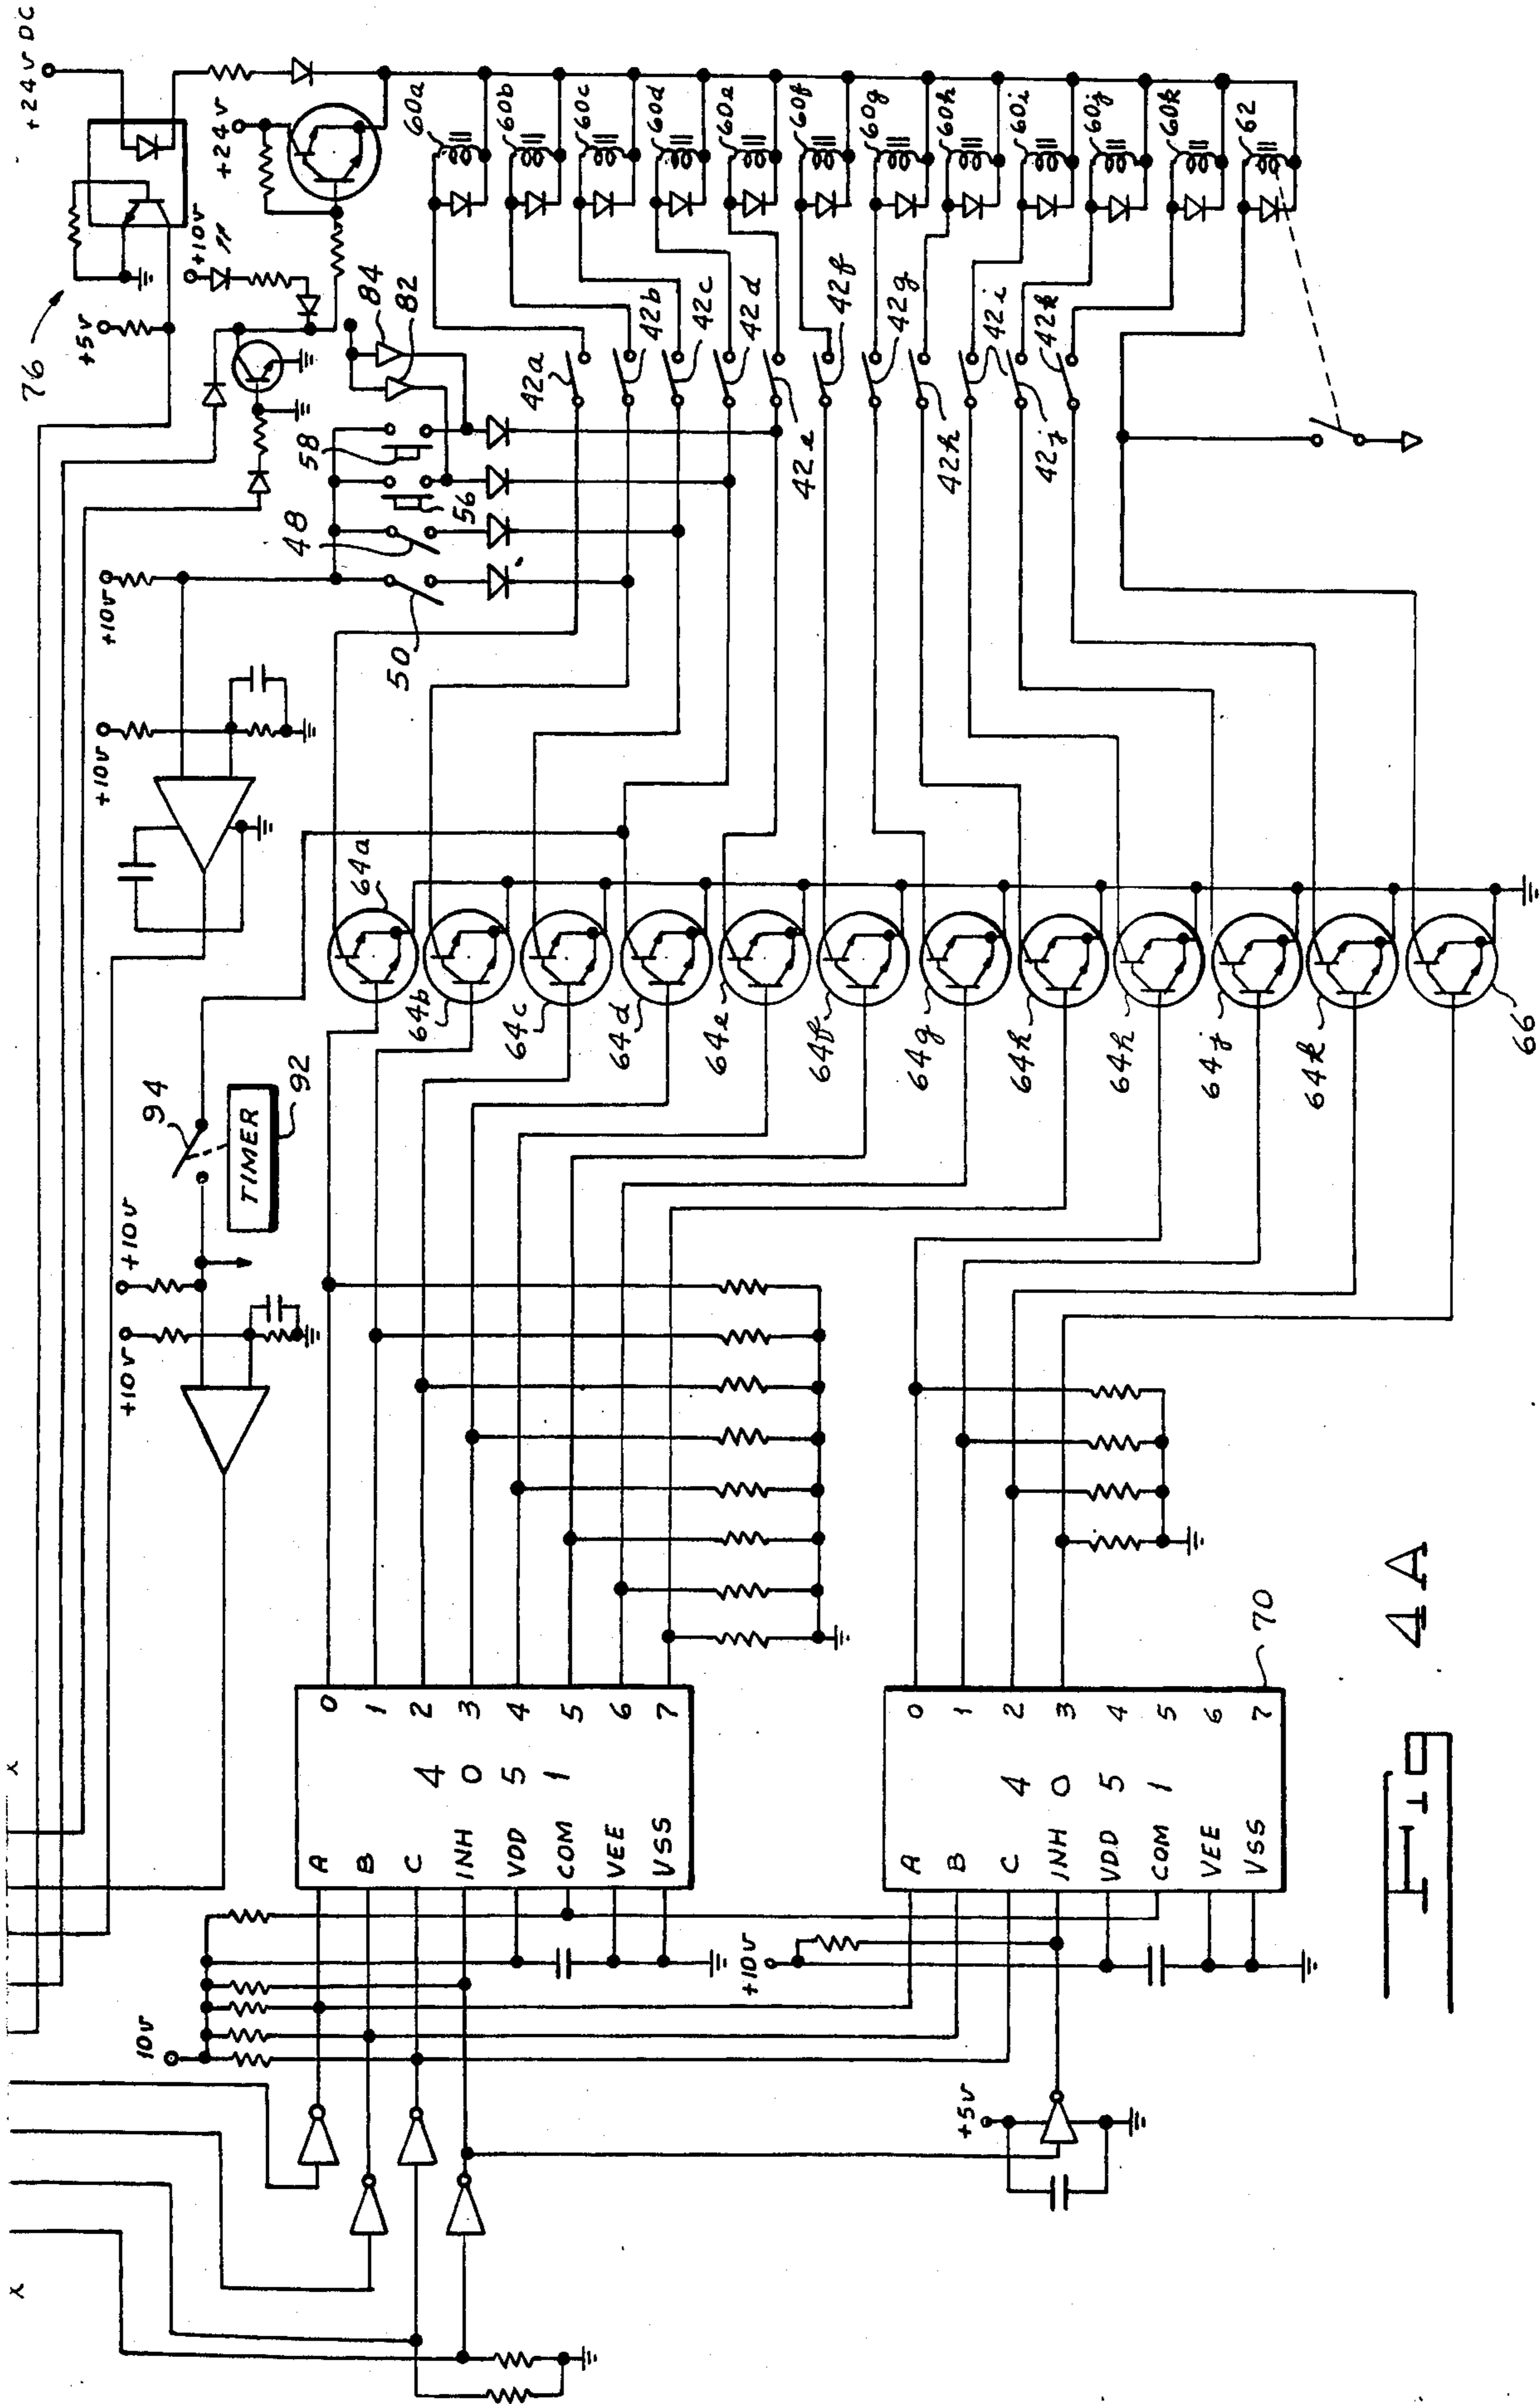 +24V DC
76
+5v
+10v
+24v
84
82
58
56
48
50
+10v
+10v
60a
60b
60c
60d
60e
60f
60g
60h
60i
60j
60k
62
42a
42b
42c
42d
42e
42f
42g
42h
42i
42j
42k
64a
64b
64c
64d
64e
64f
64g
64h
64h
64j
64k
66
94
TIMER
92
+10v
+10v
x
x
10v
A
B
C
INH
VDD
COM
VEE
VSS
4051
0
1
2
3
4
5
6
7
+10v
+5v
A
B
C
INH
VDD
COM
VEE
VSS
4051
0
1
2
3
4
5
6
7
70
FIG 4A